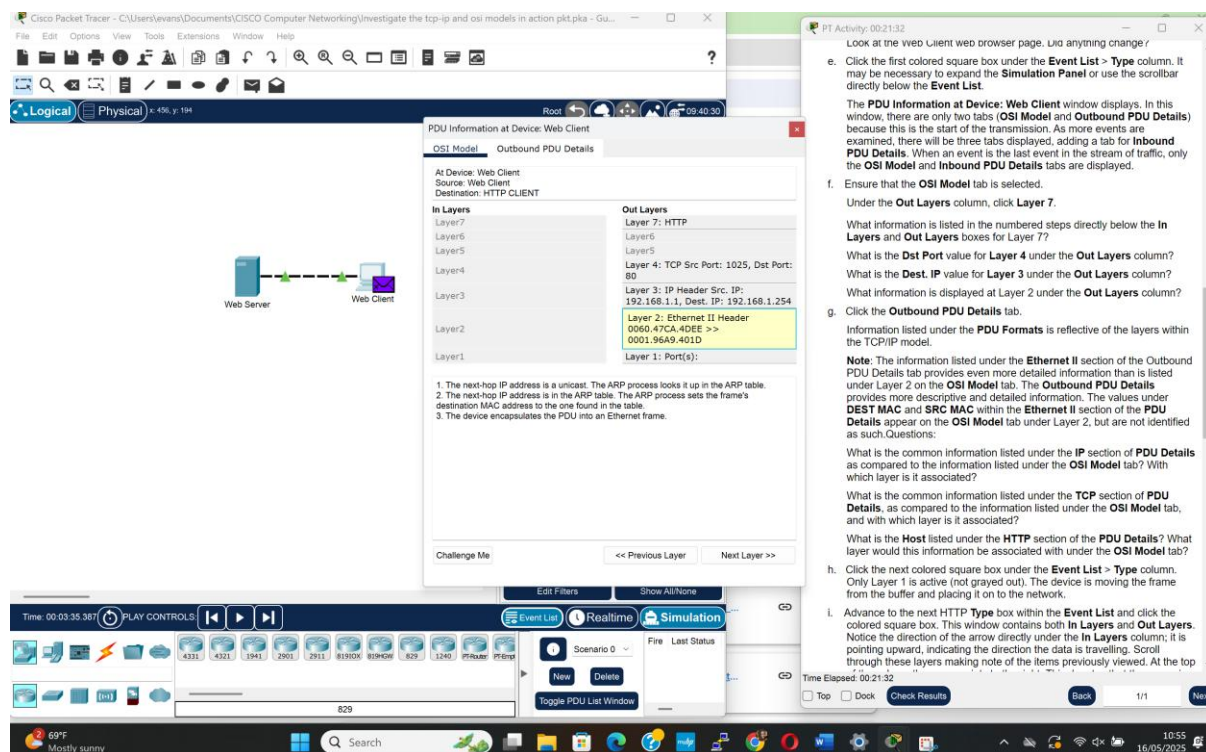 Cisco Packet Tracer - C:\Users\evans\Documents\CISCO Computer Networking\Investigate the tcp-ip and osi models in action pkt.pka - Gu...
File Edit Options View Tools Extensions Window Help
?
Logical Physical x: 456, y: 194
Root 09:40:30
Web Server
Web Client
PDU Information at Device: Web Client
OSI Model Outbound PDU Details
At Device: Web Client
Source: Web Client
Destination: HTTP CLIENT
In Layers Out Layers
Layer7 Layer 7: HTTP
Layer6 Layer6
Layer5 Layer5
Layer4 Layer 4: TCP Src Port: 1025, Dst Port:
80
Layer3 Layer 3: IP Header Src. IP:
192.168.1.1, Dest. IP: 192.168.1.254
Layer2 Layer 2: Ethernet II Header
0060.47CA.4DEE >>
0001.96A9.401D
Layer1 Layer 1: Port(s):
1. The next-hop IP address is a unicast. The ARP process looks it up in the ARP table.
2. The next-hop IP address is in the ARP table. The ARP process sets the frame's
destination MAC address to the one found in the table.
3. The device encapsulates the PDU into an Ethernet frame.
Challenge Me << Previous Layer Next Layer >>
Edit Filters Show All/None
Time: 00:03:35.387 PLAY CONTROLS:
Event List Realtime Simulation
4331 4321 1941 2901 2911 819IOX 819HGW 829 1240 PT-Router PT-Empt
829
Scenario 0
New Delete
Toggle PDU List Window
Fire Last Status
PT Activity: 00:21:32
Look at the Web Client web browser page. Did anything change?
e. Click the first colored square box under the Event List > Type column. It
may be necessary to expand the Simulation Panel or use the scrollbar
directly below the Event List.
The PDU Information at Device: Web Client window displays. In this
window, there are only two tabs (OSI Model and Outbound PDU Details)
because this is the start of the transmission. As more events are
examined, there will be three tabs displayed, adding a tab for Inbound
PDU Details. When an event is the last event in the stream of traffic, only
the OSI Model and Inbound PDU Details tabs are displayed.
f. Ensure that the OSI Model tab is selected.
Under the Out Layers column, click Layer 7.
What information is listed in the numbered steps directly below the In
Layers and Out Layers boxes for Layer 7?
What is the Dst Port value for Layer 4 under the Out Layers column?
What is the Dest. IP value for Layer 3 under the Out Layers column?
What information is displayed at Layer 2 under the Out Layers column?
g. Click the Outbound PDU Details tab.
Information listed under the PDU Formats is reflective of the layers within
the TCP/IP model.
Note: The information listed under the Ethernet II section of the Outbound
PDU Details tab provides even more detailed information than is listed
under Layer 2 on the OSI Model tab. The Outbound PDU Details
provides more descriptive and detailed information. The values under
DEST MAC and SRC MAC within the Ethernet II section of the PDU
Details appear on the OSI Model tab under Layer 2, but are not identified
as such.Questions:
What is the common information listed under the IP section of PDU Details
as compared to the information listed under the OSI Model tab? With
which layer is it associated?
What is the common information listed under the TCP section of PDU
Details, as compared to the information listed under the OSI Model tab,
and with which layer is it associated?
What is the Host listed under the HTTP section of the PDU Details? What
layer would this information be associated with under the OSI Model tab?
h. Click the next colored square box under the Event List > Type column.
Only Layer 1 is active (not grayed out). The device is moving the frame
from the buffer and placing it on to the network.
i. Advance to the next HTTP Type box within the Event List and click the
colored square box. This window contains both In Layers and Out Layers.
Notice the direction of the arrow directly under the In Layers column; it is
pointing upward, indicating the direction the data is travelling. Scroll
through these layers making note of the items previously viewed. At the top
Time Elapsed: 00:21:32
Top Dock Check Results Back 1/1 Nex
69°F
Mostly sunny
Search
10:55
16/05/2025